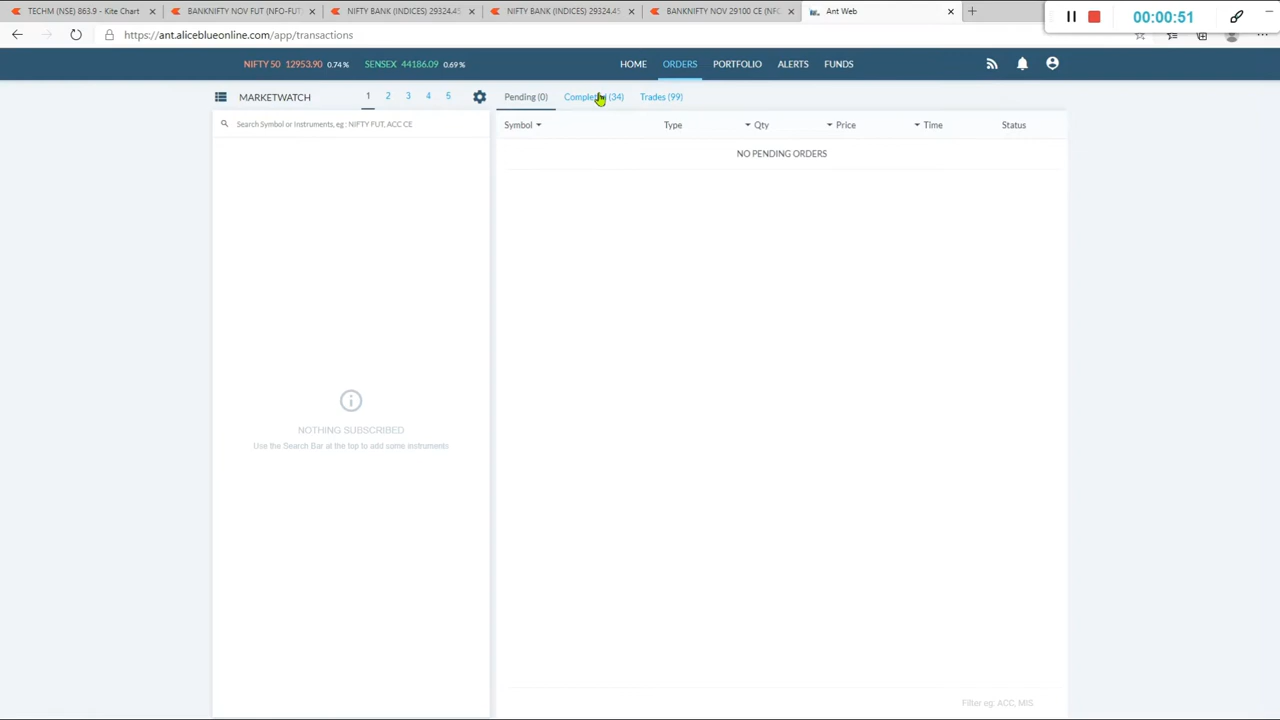 TECHM (NSE) 863.9 - Kite Chart
BANKNIFTY NOV FUT (NFO-FUT
NIFTY BANK (INDICES) 29324.45
NIFTY BANK (INDICES) 29324.45
BANKNIFTY NOV 29100 CE (NFO
Ant Web
00:00:51
https://ant.aliceblueonline.com/app/transactions
NIFTY 50 12953.90 0.74 %
SENSEX 44186.09 0.69 %
HOME
ORDERS
PORTFOLIO
ALERTS
FUNDS
MARKETWATCH
1 2 3 4 5
Pending (0)
(34)
Trades (99)
Search Symbol or Instruments, eg : NIFTY FUT, ACC CE
Symbol
Type
Qty
Price
Time
Status
NO PENDING ORDERS
NOTHING SUBSCRIBED
Use the Search Bar at the top to add some instruments
Filter eg: ACC, MIS